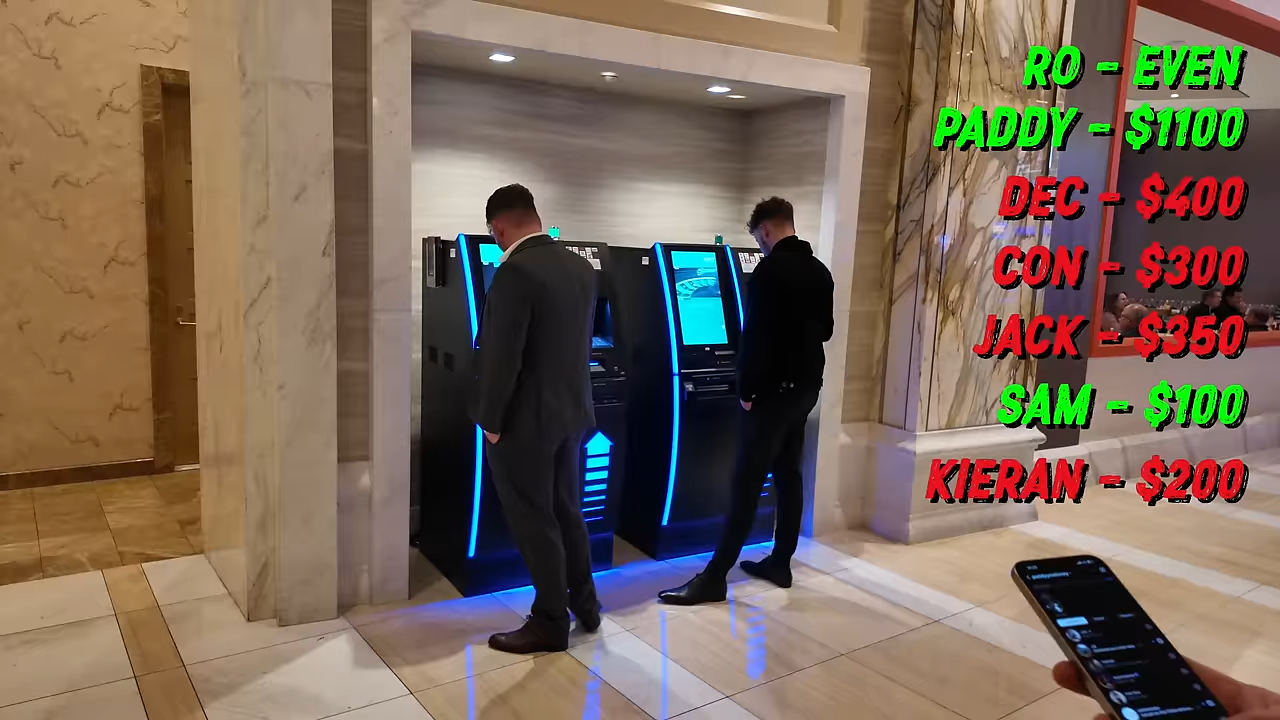 RO - EVEN
PADDY - $1100
DEC - $400
CON - $300
JACK - $350
SAM - $100
KIERAN - $200